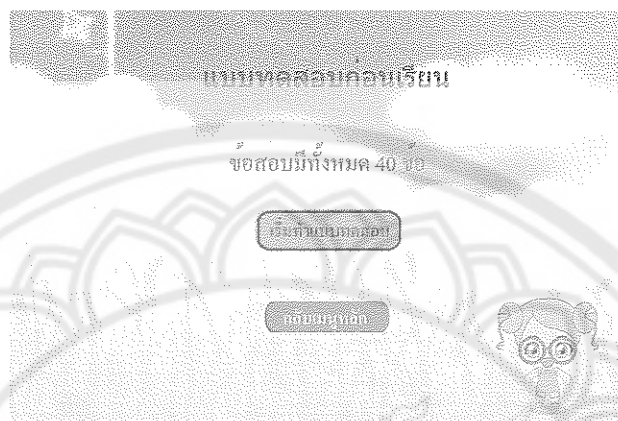 แบบทดสอบก่อนเรียน
ข้อสอบมีทั้งหมด 40 ข้อ
เริ่มทำแบบทดสอบ
กลับเมนูหลัก